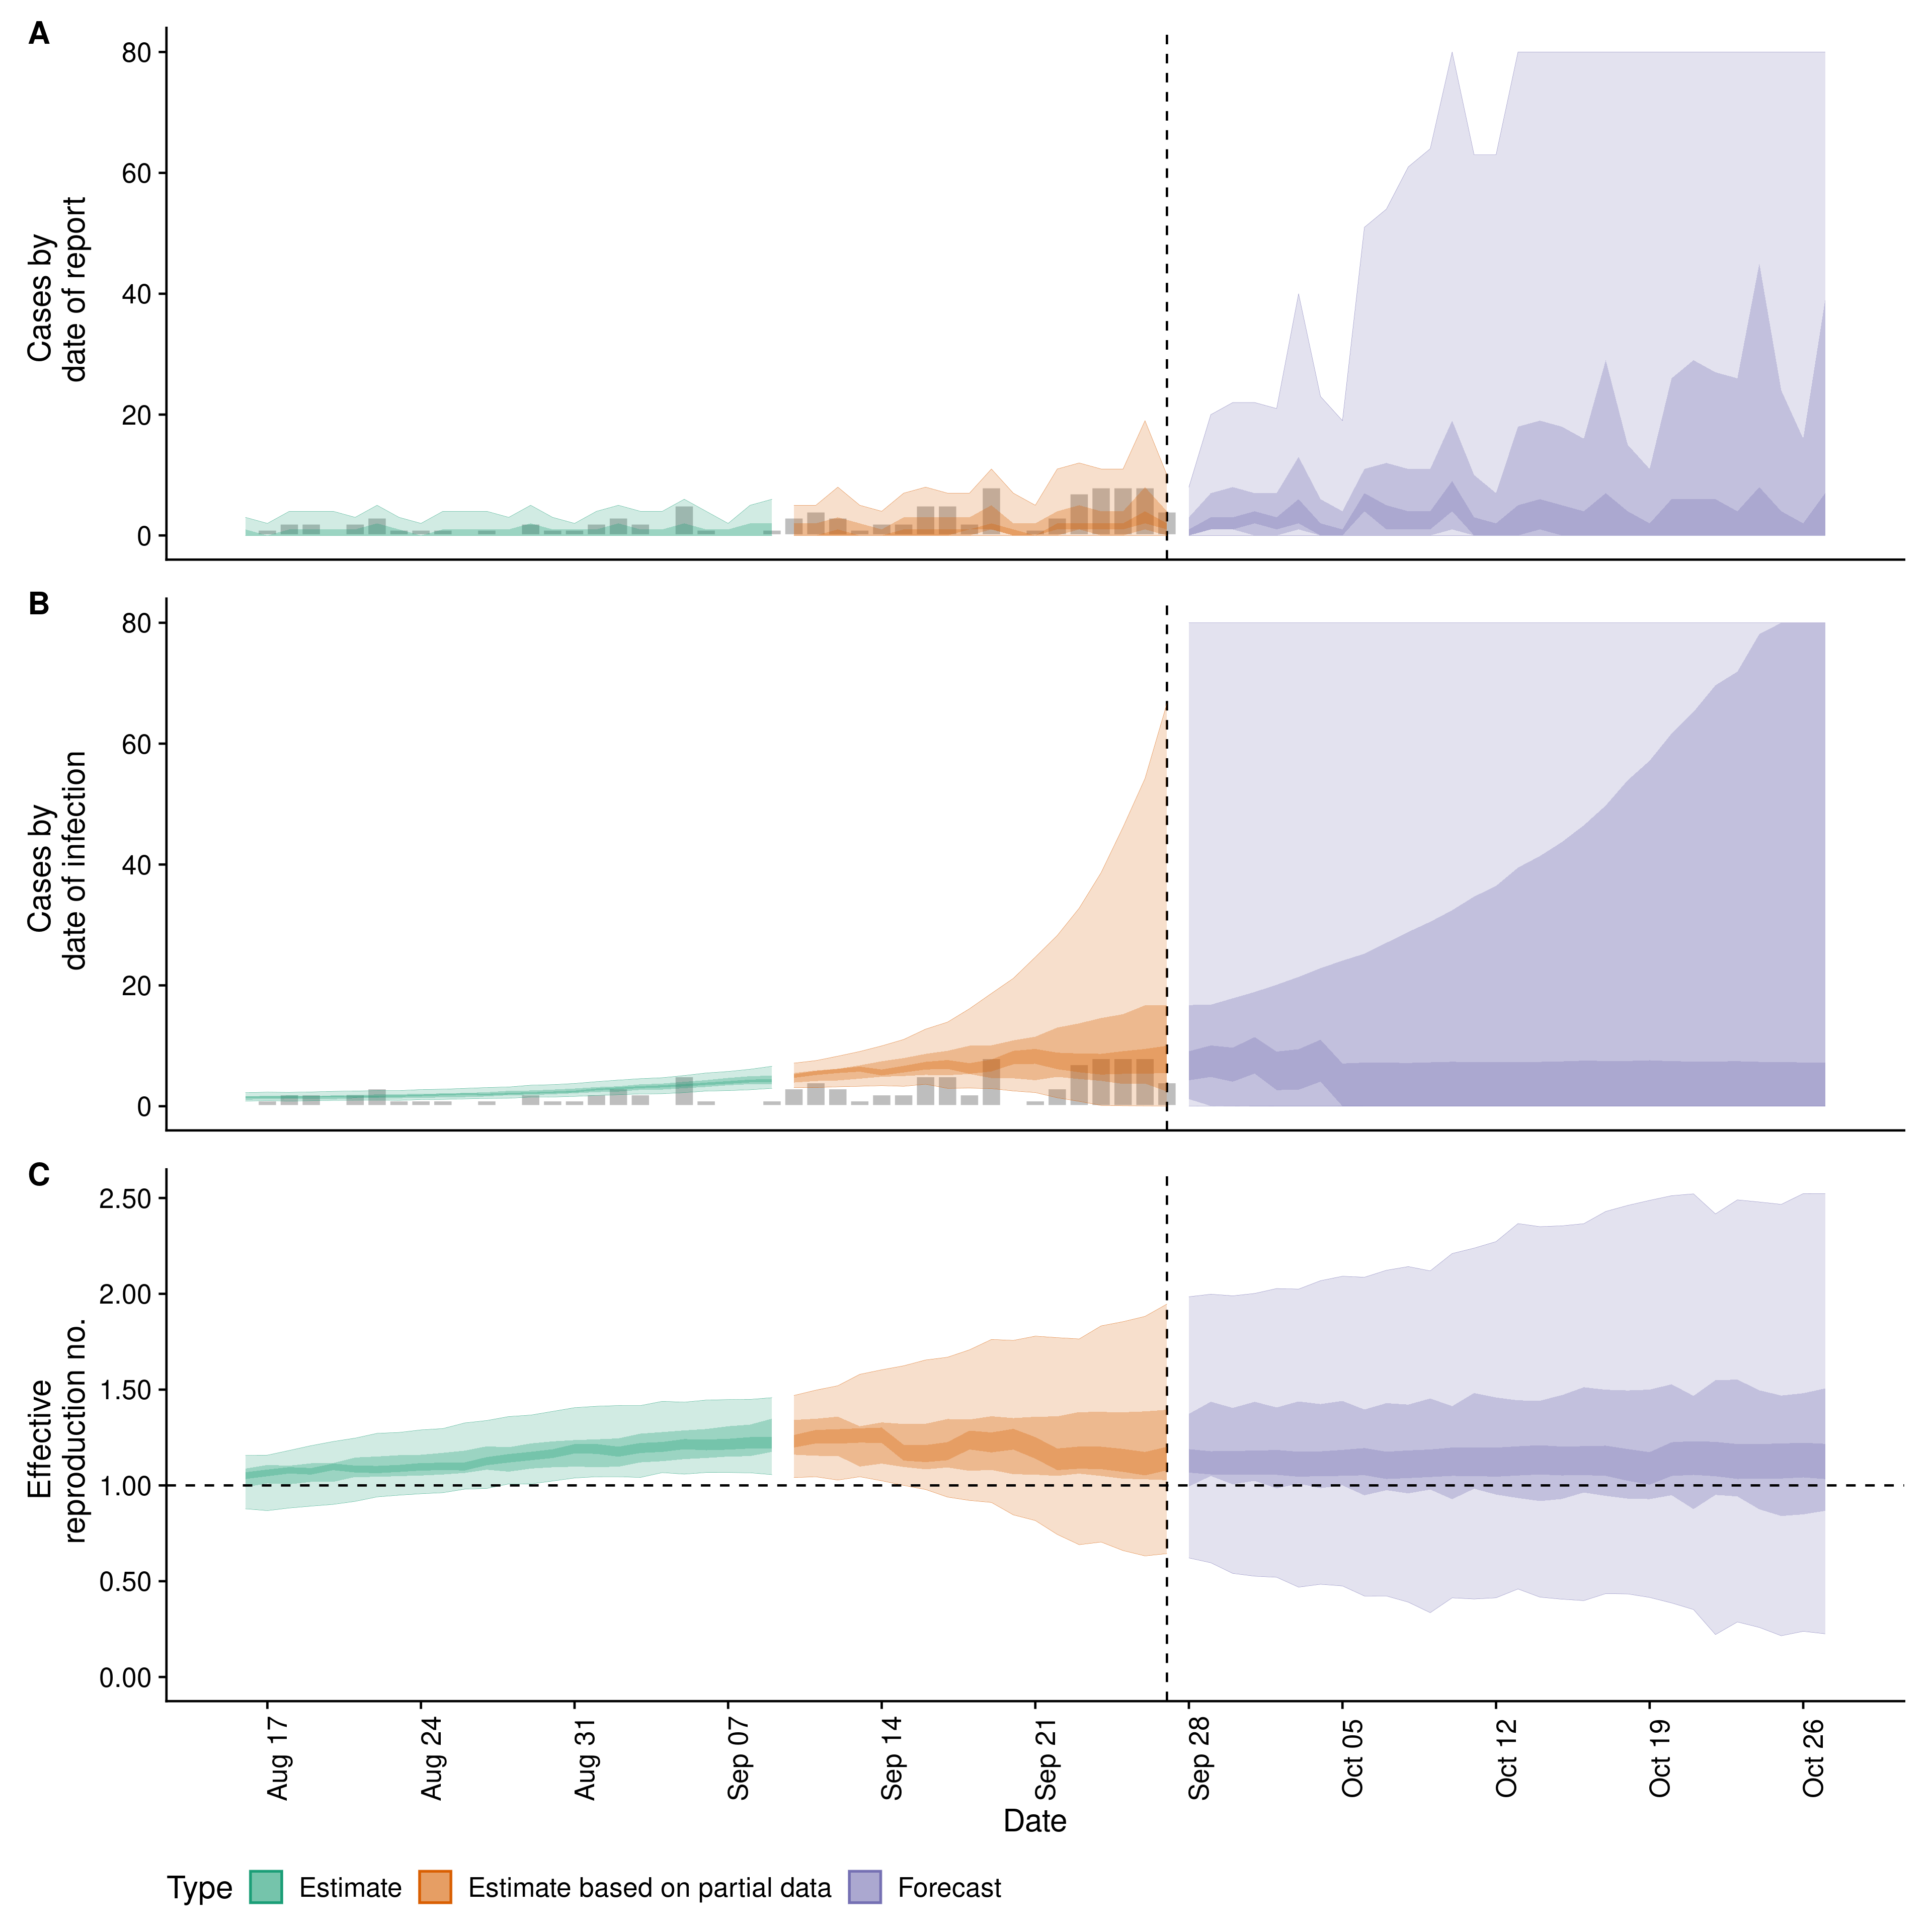 A
80
60
40
20
0
Cases by
date of report
B
80
60
40
20
0
Cases by
date of infection
C
2.50
2.00
1.50
1.00
0.50
0.00
Effective
reproduction no.
Aug 17
Aug 24
Aug 31
Sep 07
Sep 14
Sep 21
Sep 28
Oct 05
Oct 12
Oct 19
Oct 26
Date
Type Estimate Estimate based on partial data Forecast